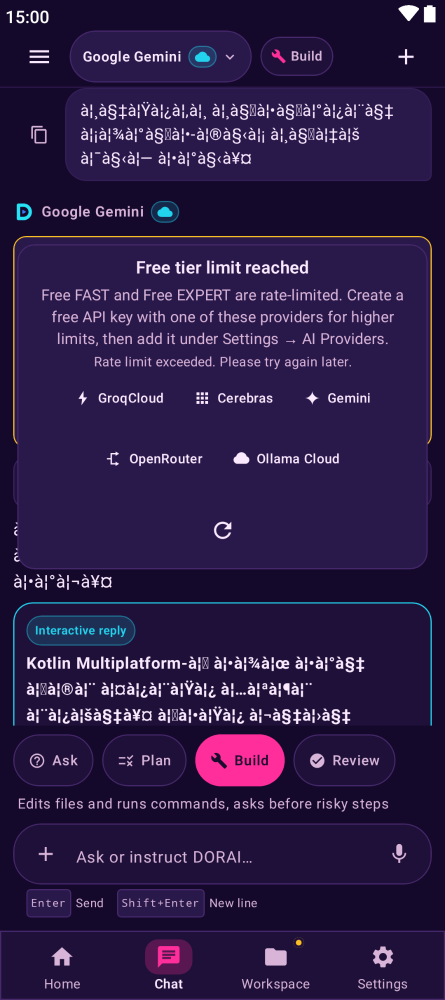 15:00
Google Gemini
Build
à¦¸à§‡à¦Ÿà¦¿à¦‚à¦¸
Google Gemini
Free tier limit reached
Free FAST and Free EXPERT are rate-limited. Create a
free API key with one of these providers for higher
limits, then add it under Settings → AI Providers.
Rate limit exceeded. Please try again later.
GroqCloud Cerebras Gemini
OpenRouter Ollama Cloud
à¦•à¦°à¦¬à¥¤
Interactive reply
Kotlin Multiplatform-à¦
Ask Plan Build Review
Edits files and runs commands, asks before risky steps
Ask or instruct DORAI…
Enter Send Shift+Enter New line
Home Chat Workspace Settings